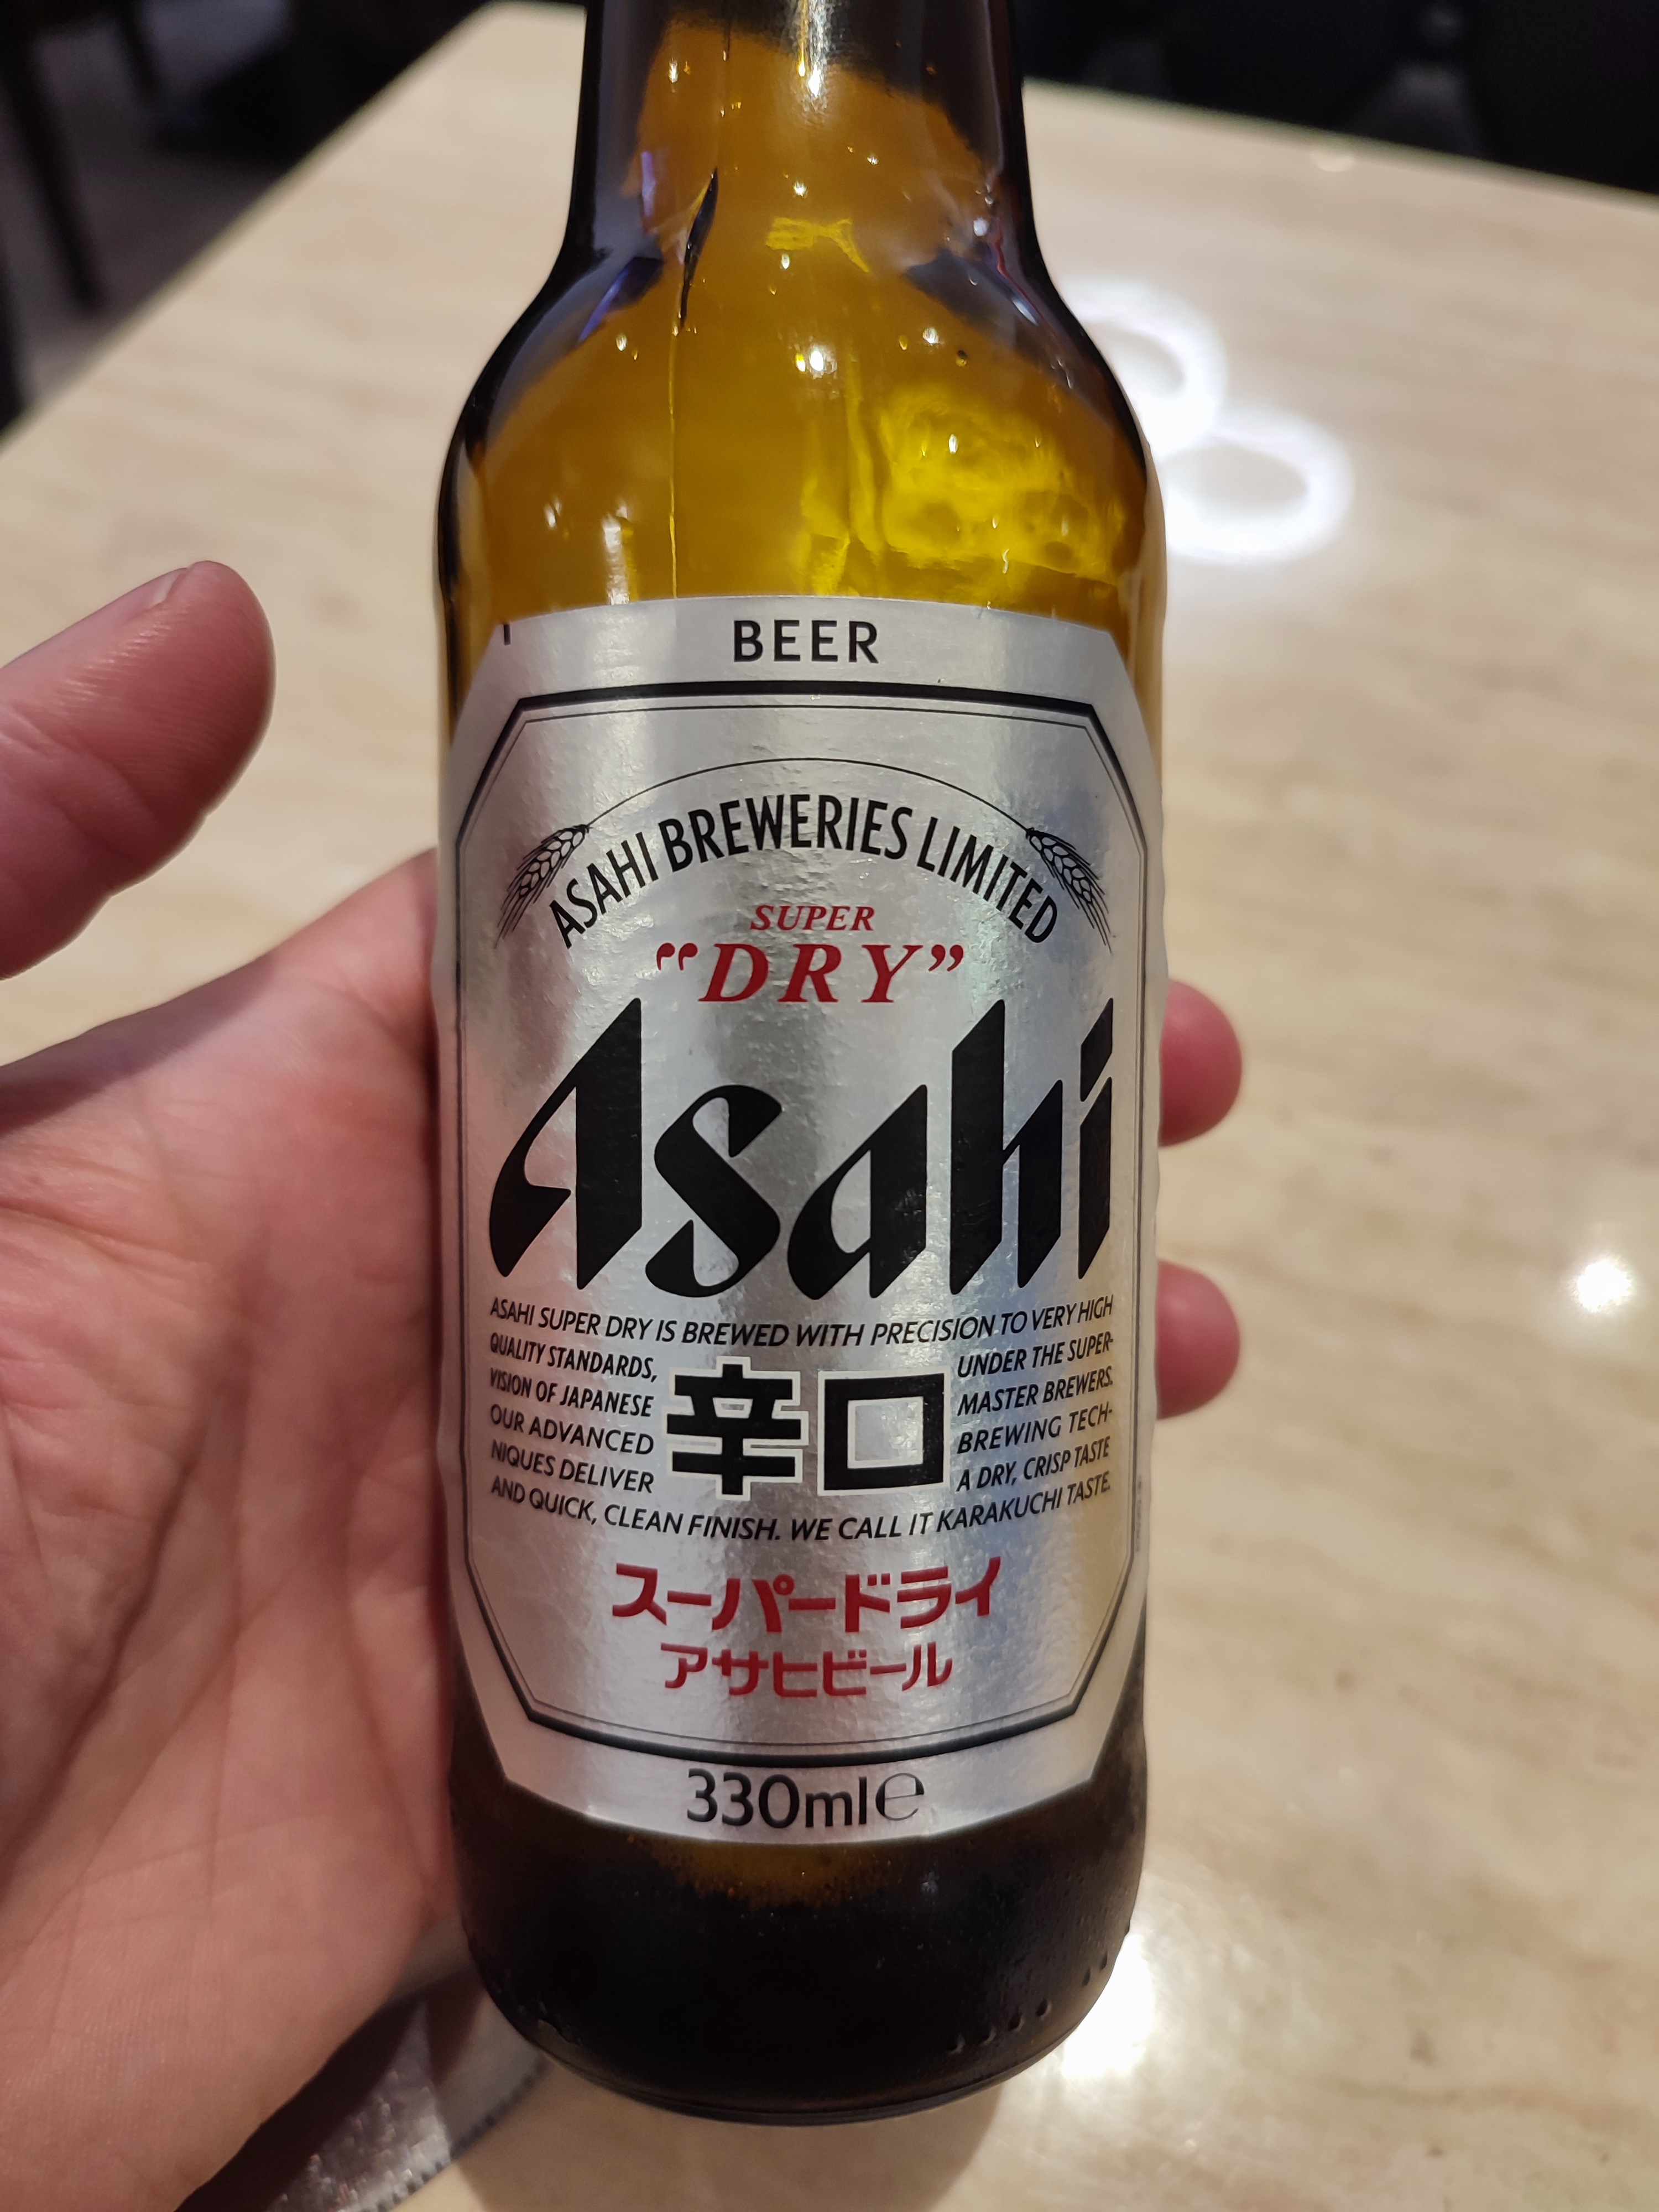 BEER
ASAHI BREWERIES LIMITED
SUPER
“DRY”
Asahi
ASAHI SUPER DRY IS BREWED WITH PRECISION TO VERY HIGH
QUALITY STANDARDS, UNDER THE SUPER-
VISION OF JAPANESE MASTER BREWERS.
辛口
OUR ADVANCED BREWING TECH-
NIQUES DELIVER A DRY, CRISP TASTE
AND QUICK, CLEAN FINISH. WE CALL IT KARAKUCHI TASTE.
スーパードライ
アサヒビール
330ml℮